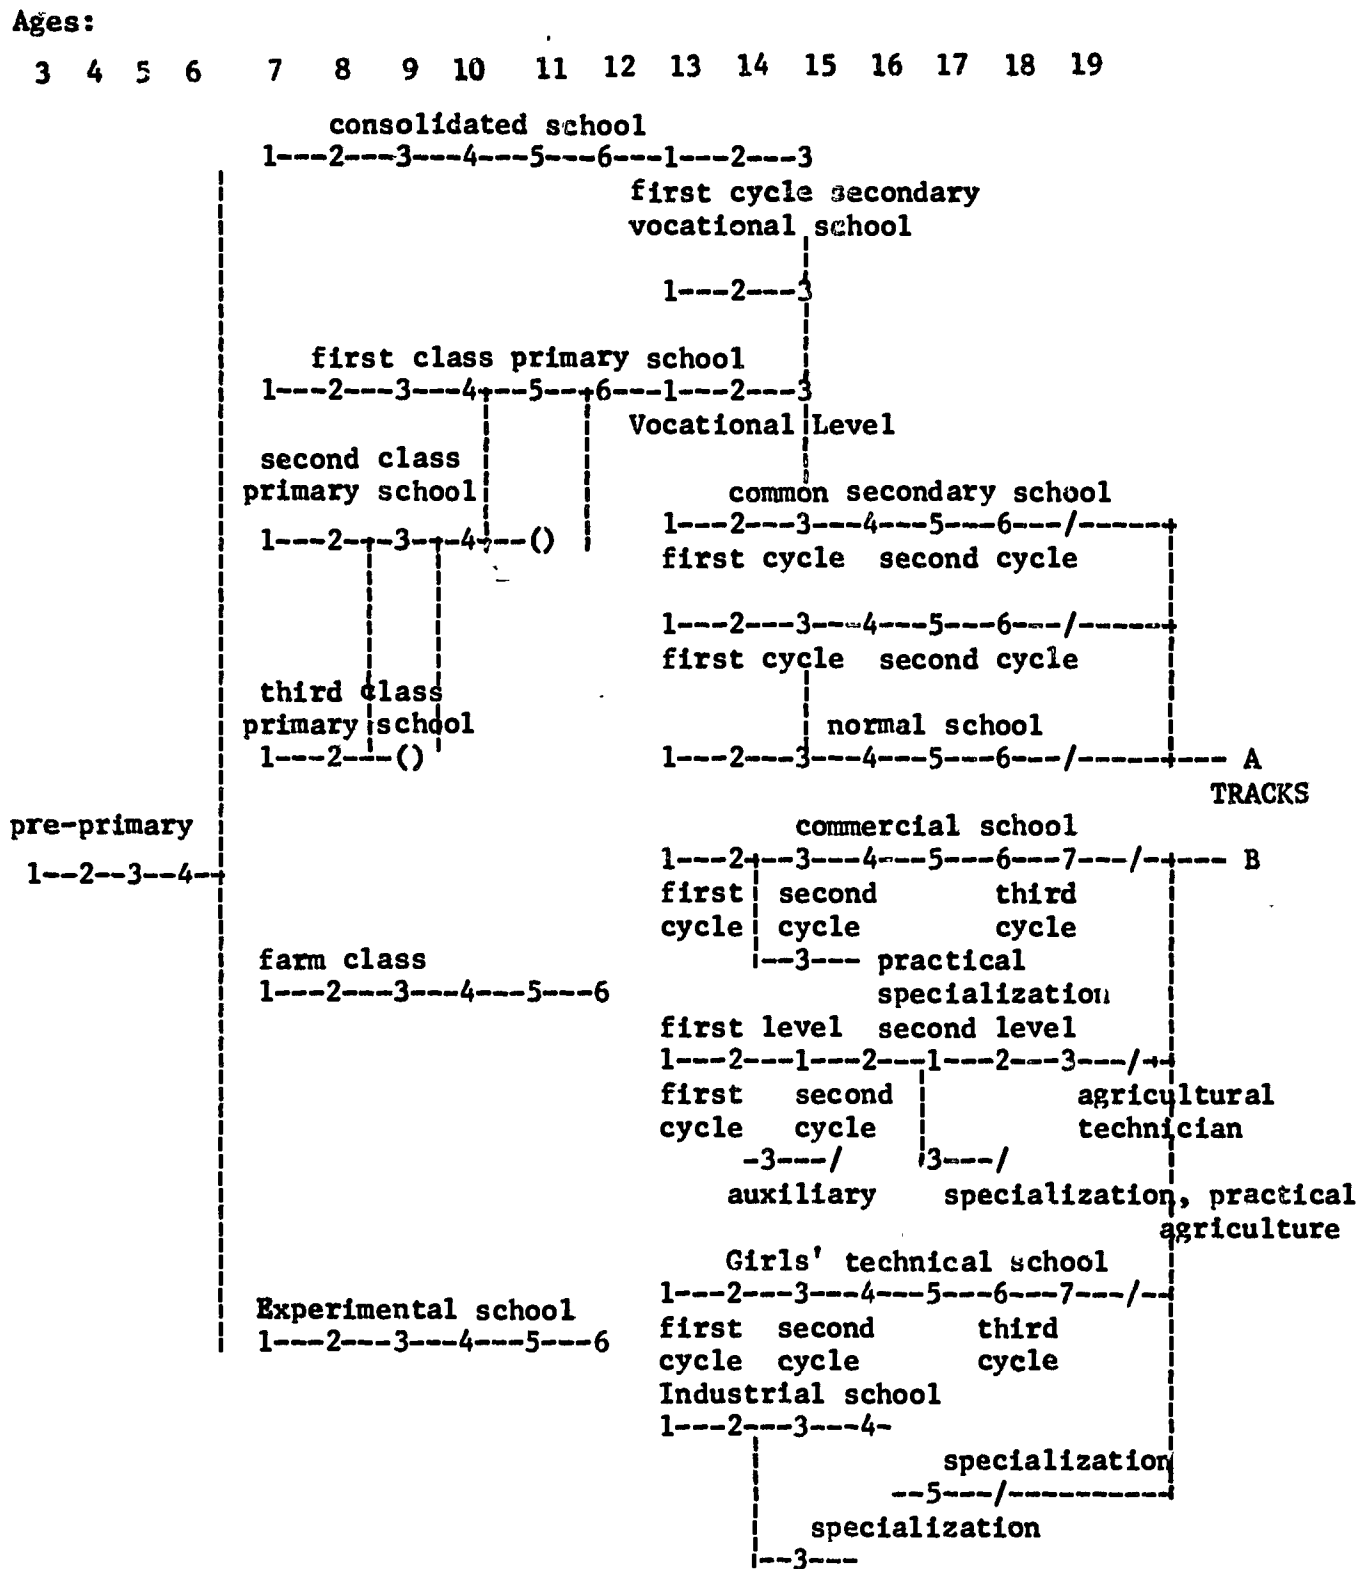 Ages:
3 4 5 6 7 8 9 10 11 12 13 14 15 16 17 18 19
consolidated school
1---2---3---4---5---6---1---2---3
first cycle secondary
vocational school
1---2---3
first class primary school
1---2---3---4---5---6---1---2---3
Vocational Level
second class
primary school
common secondary school
1---2---3---4---5---6---/------
1---2---3---4---()
first cycle second cycle
1---2---3---4---5---6---/------
first cycle second cycle
third class
primary school
normal school
1---2---()
1---2---3---4---5---6---/--------- A
TRACKS
pre-primary
commercial school
1---2---3---4---5---6---7---/------ B
1--2--3--4--
first second third
cycle cycle cycle
farm class
|--3--- practical
1---2---3---4---5---6
specialization
first level second level
1---2---1---2---1---2---3---/---
first second agricultural
cycle cycle technician
-3---/ 3---/
auxiliary specialization, practical
agriculture
Girls' technical school
1---2---3---4---5---6---7---/--
Experimental school
first second third
1---2---3---4---5---6
cycle cycle cycle
Industrial school
1---2---3---4-
specialization
--5---/----------
specialization
|--3---